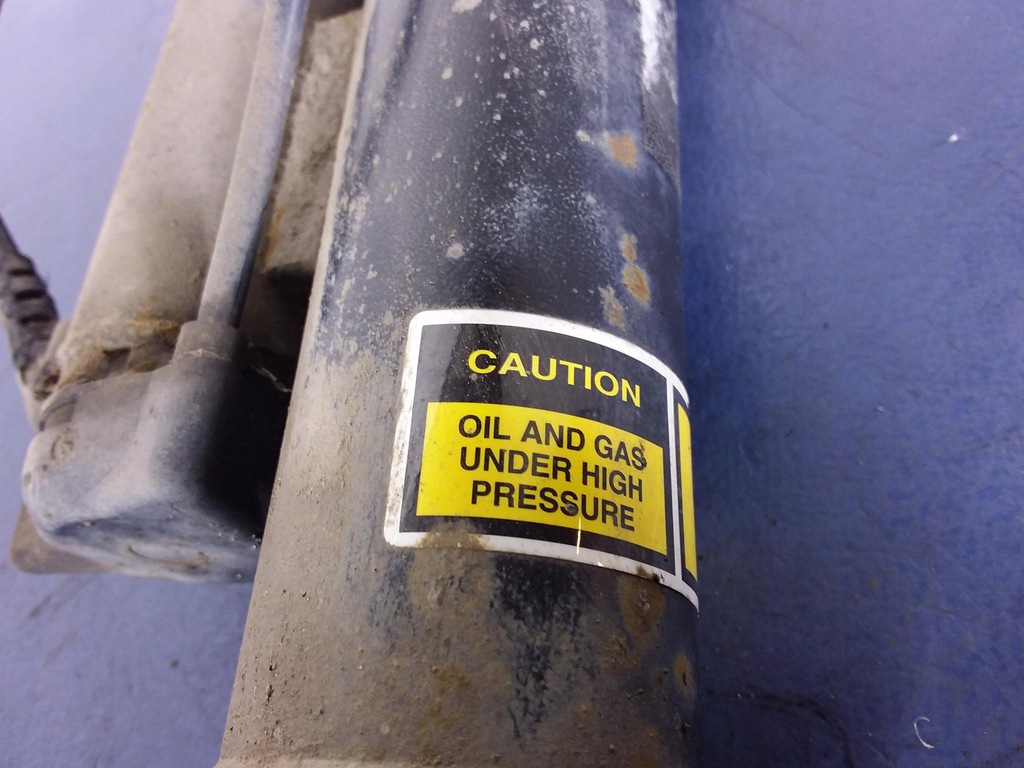 CAUTION
OIL AND GAS
UNDER HIGH
PRESSURE